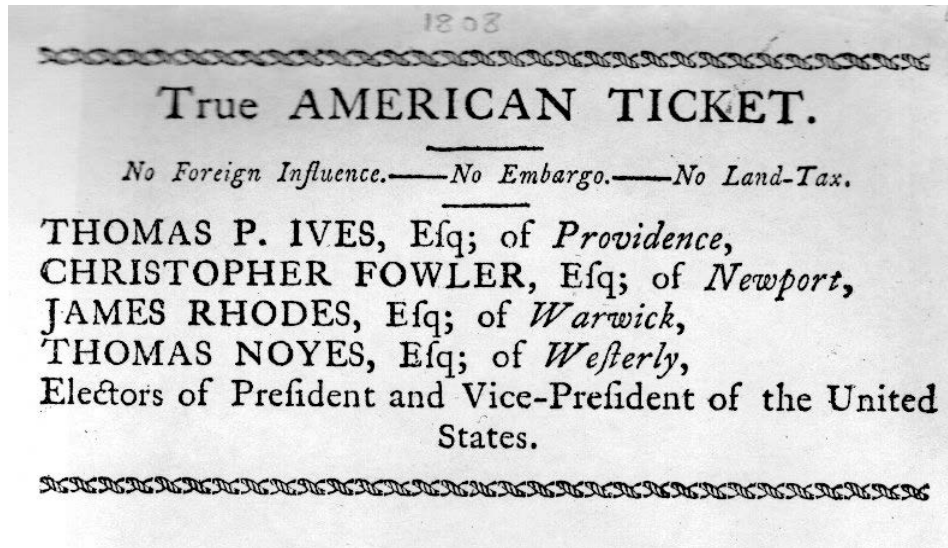 1808
True AMERICAN TICKET.
No Foreign Influence.——No Embargo.——No Land-Tax.
THOMAS P. IVES, Eſq; of Providence,
CHRISTOPHER FOWLER, Eſq; of Newport,
JAMES RHODES, Eſq; of Warwick,
THOMAS NOYES, Eſq; of Weſterly,
Electors of Preſident and Vice-Preſident of the United
States.